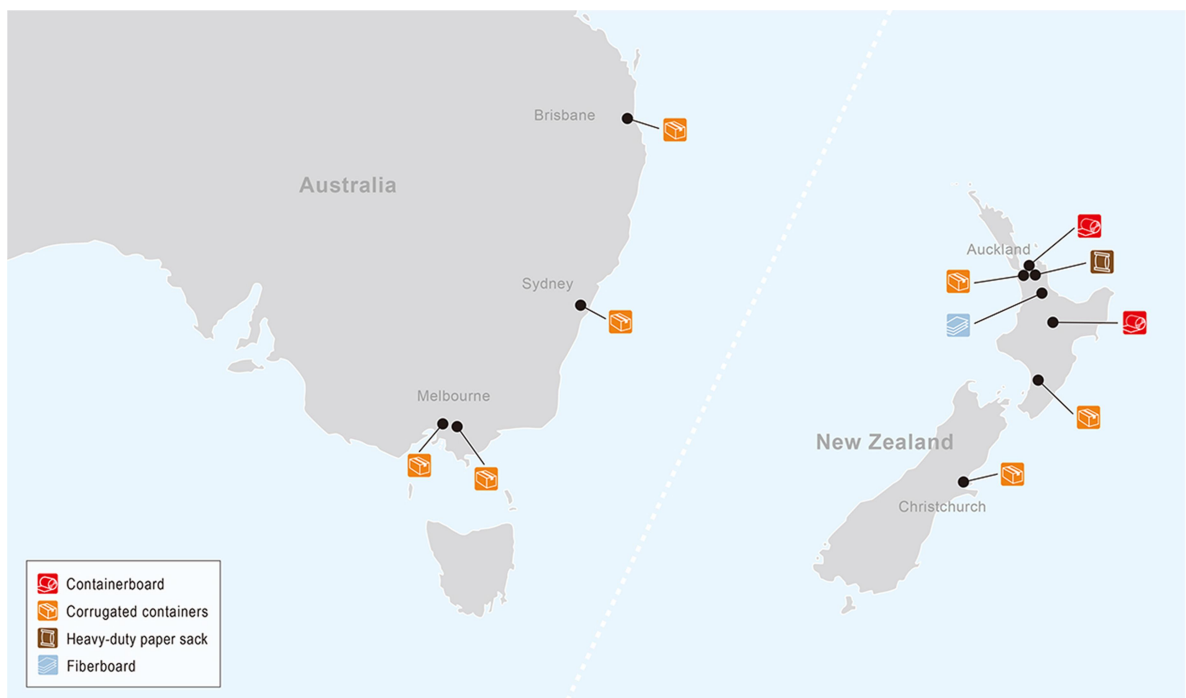 Brisbane
Australia
Auckland
Sydney
Melbourne
New Zealand
Christchurch
Containerboard
Corrugated containers
Heavy-duty paper sack
Fiberboard